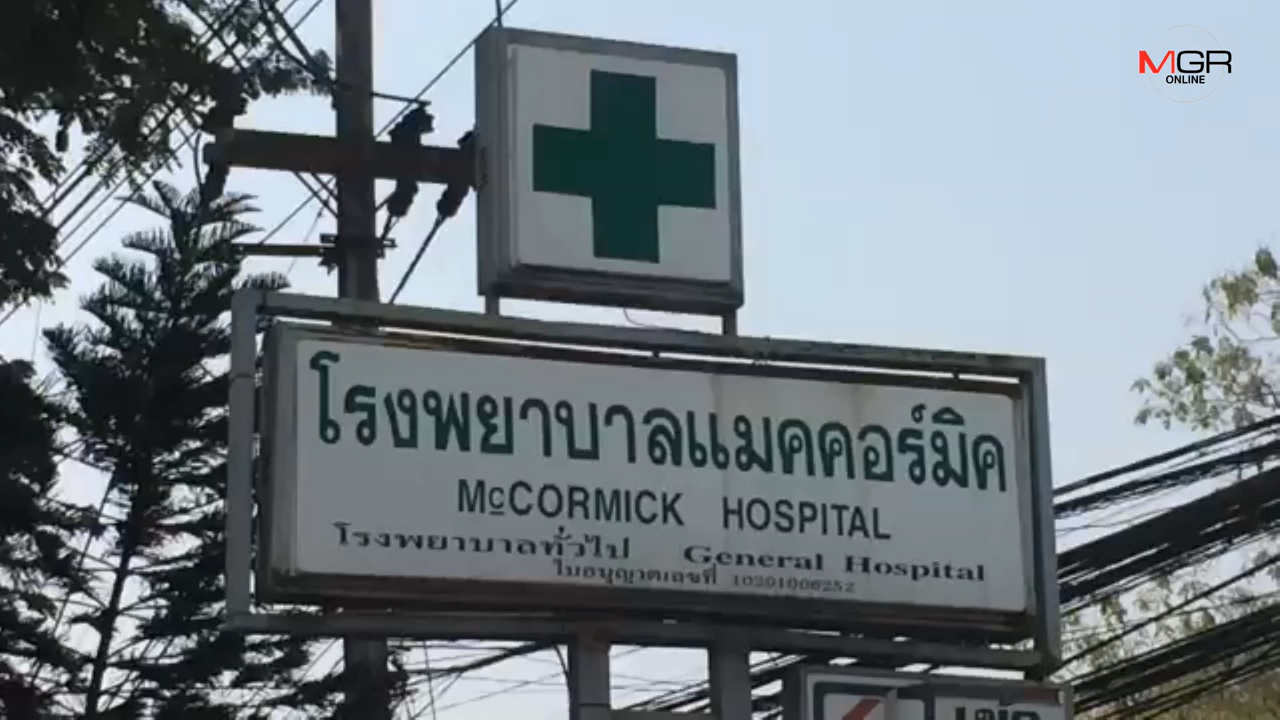 MGR
ONLINE
โรงพยาบาลแมคคอร์มิค
McCORMICK HOSPITAL
โรงพยาบาลทั่วไป General Hospital
ใบอนุญาตเลขที่ 10201006252